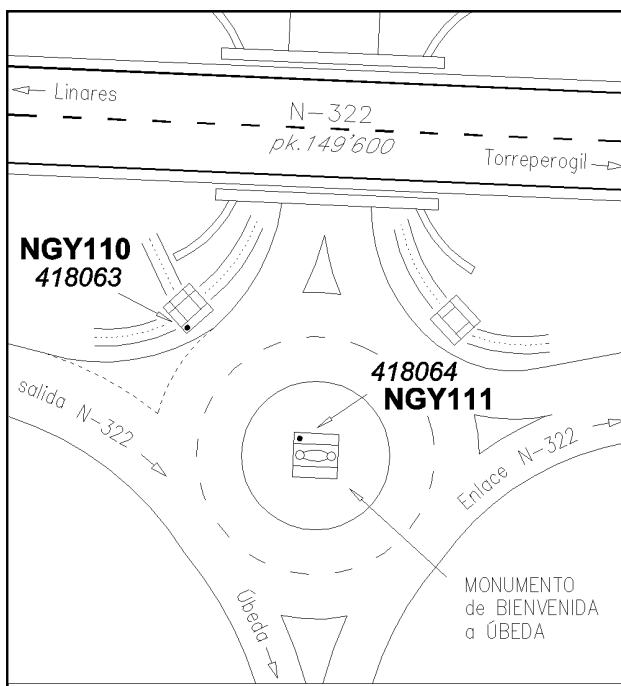 Linares
N-322
pk.149'600
Torreperogil
NGY110
418063
418064
NGY111
salida N-322
Enlace N-322
Úbeda
MONUMENTO
de BIENVENIDA
a ÚBEDA